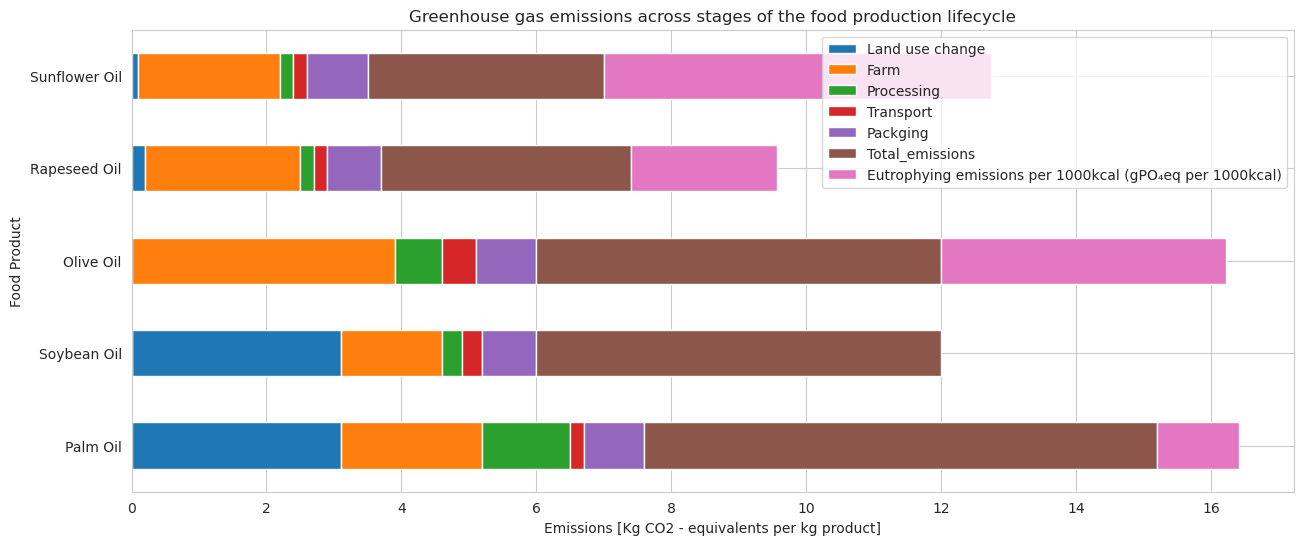 Greenhouse gas emissions across stages of the food production lifecycle
Land use change
Farm
Processing
Transport
Packging
Total_emissions
Eutrophying emissions per 1000kcal (gPO₄eq per 1000kcal)
Food Product
Sunflower Oil
Rapeseed Oil
Olive Oil
Soybean Oil
Palm Oil
0 2 4 6 8 10 12 14 16
Emissions [Kg CO2 - equivalents per kg product]